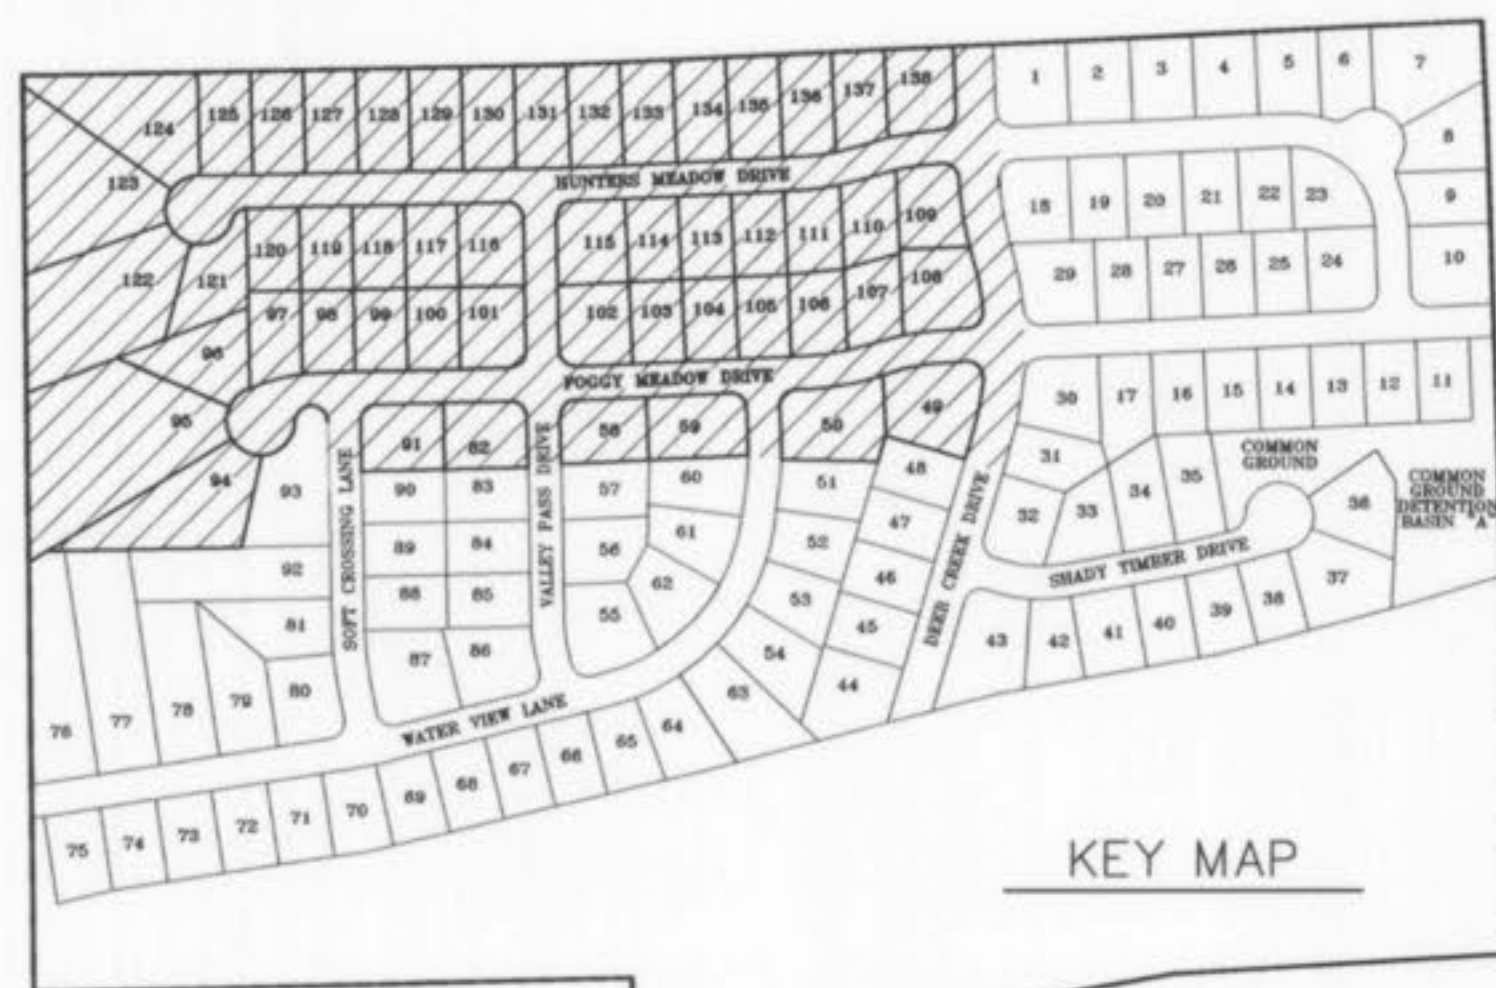 124 125 126 127 128 129 130 131 132 133 134 135 136 137 138 1 2 3 4 5 6 7
8
123
HUNTERS MEADOW DRIVE
9
120 119 118 117 116 115 114 113 112 111 110 109 18 19 20 21 22 23
122 121
10
97 98 99 100 101 102 103 104 105 106 107 108 29 28 27 26 25 24
96
FOGGY MEADOW DRIVE
95 91 82 58 59 50 49 30 17 16 15 14 13 12 11
94 93 90 83 57 60 51 48 31
COMMON
GROUND
COMMON
GROUND
DETENTION
BASIN "A"
SOFT CROSSING LANE
VALLEY PASS DRIVE
DEER CREEK DRIVE
89 84 56 61 52 47 32 33 34 35 36
SHADY TIMBER DRIVE
92 88 85 55 62 53 46
81 87 86 54 45 43 42 41 40 39 38 37
76 77 78 79 80 63 44
WATER VIEW LANE
75 74 73 72 71 70 69 68 67 66 65 64
KEY MAP